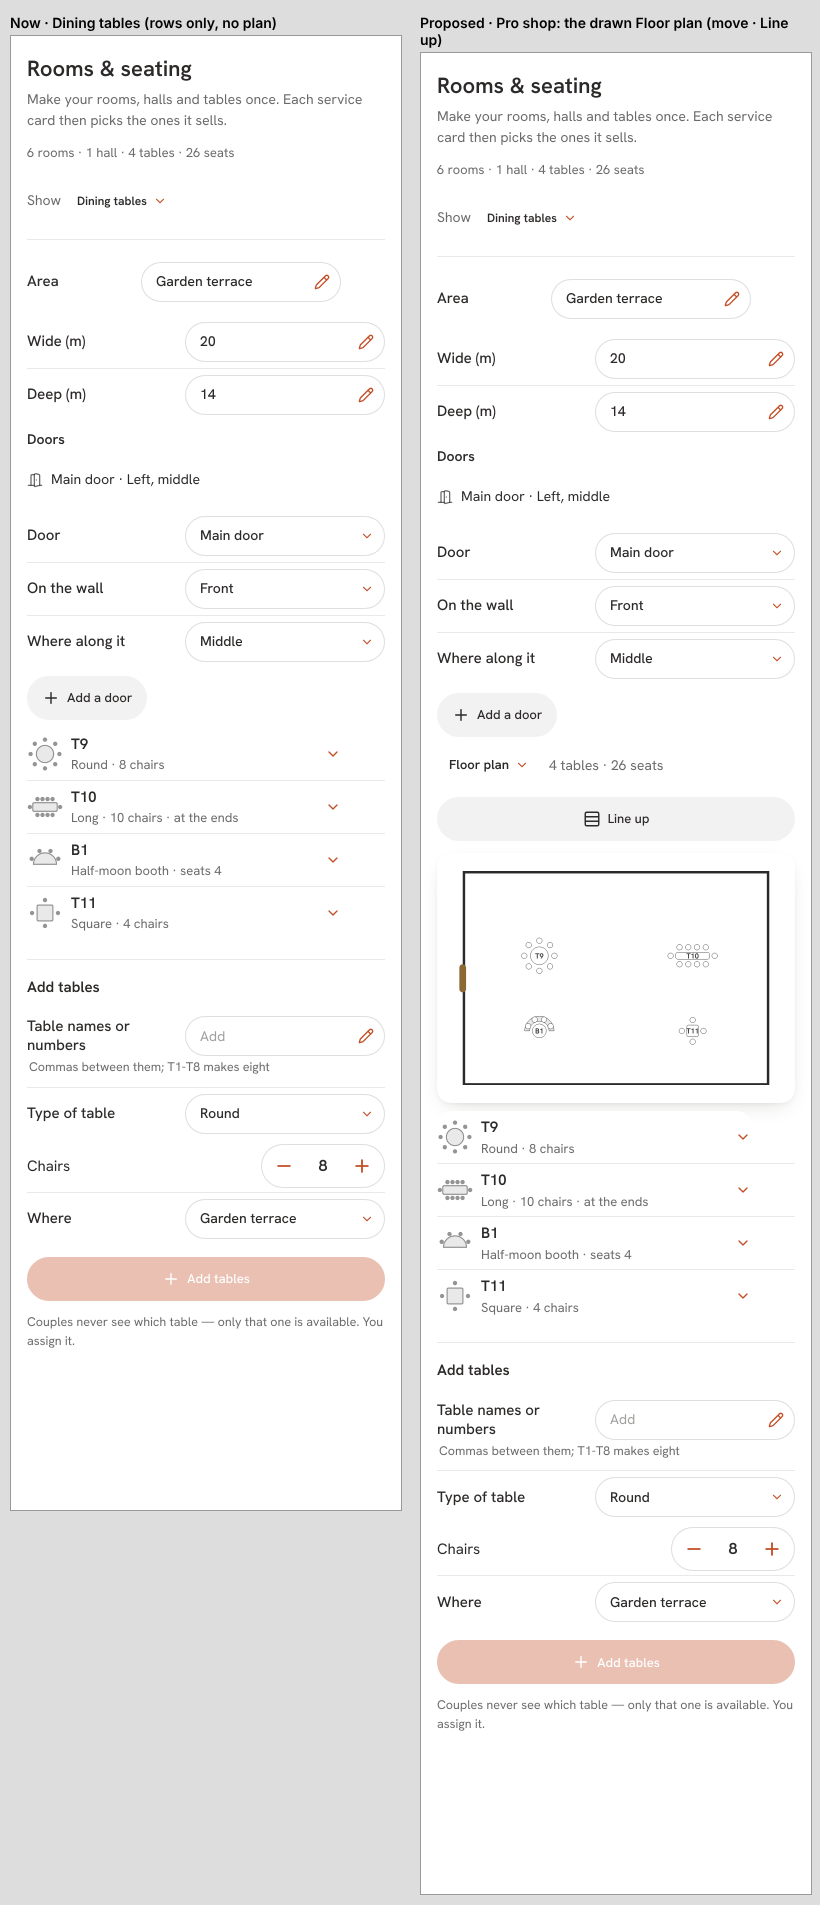 Now · Dining tables (rows only, no plan)
Rooms & seating
Make your rooms, halls and tables once. Each service
card then picks the ones it sells.
6 rooms · 1 hall · 4 tables · 26 seats
Show Dining tables
Area Garden terrace
Wide (m) 20
Deep (m) 14
Doors
Main door · Left, middle
Door Main door
On the wall Front
Where along it Middle
Add a door
T9
Round · 8 chairs
T10
Long · 10 chairs · at the ends
B1
Half-moon booth · seats 4
T11
Square · 4 chairs
Add tables
Table names or
numbers
Add
Commas between them; T1-T8 makes eight
Type of table Round
Chairs 8
Where Garden terrace
Add tables
Couples never see which table — only that one is available. You
assign it.
Proposed · Pro shop: the drawn Floor plan (move · Line
up)
Rooms & seating
Make your rooms, halls and tables once. Each service
card then picks the ones it sells.
6 rooms · 1 hall · 4 tables · 26 seats
Show Dining tables
Area Garden terrace
Wide (m) 20
Deep (m) 14
Doors
Main door · Left, middle
Door Main door
On the wall Front
Where along it Middle
Add a door
Floor plan 4 tables · 26 seats
Line up
T9 T10
B1 T11
T9
Round · 8 chairs
T10
Long · 10 chairs · at the ends
B1
Half-moon booth · seats 4
T11
Square · 4 chairs
Add tables
Table names or
numbers
Add
Commas between them; T1-T8 makes eight
Type of table Round
Chairs 8
Where Garden terrace
Add tables
Couples never see which table — only that one is available. You
assign it.